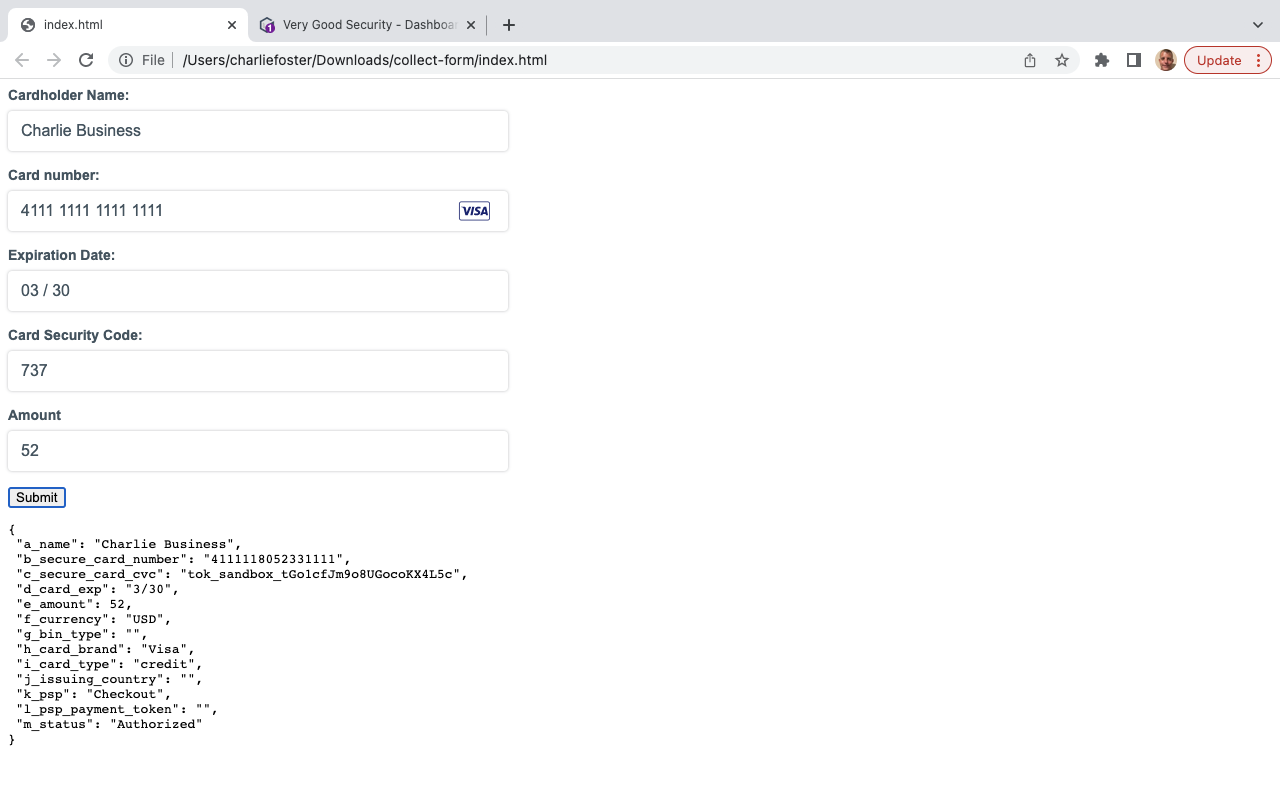 index.html
Very Good Security - Dashboar
File
/Users/charliefoster/Downloads/collect-form/index.html
Update
Cardholder Name:
Charlie Business
Card number:
4111 1111 1111 1111
VISA
Expiration Date:
03 / 30
Card Security Code:
737
Amount
52
Submit
{
"a_name": "Charlie Business",
"b_secure_card_number": "4111118052331111",
"c_secure_card_cvc": "tok_sandbox_tGo1cfJm9o8UGocoKX4L5c",
"d_card_exp": "3/30",
"e_amount": 52,
"f_currency": "USD",
"g_bin_type": "",
"h_card_brand": "Visa",
"i_card_type": "credit",
"j_issuing_country": "",
"k_psp": "Checkout",
"l_psp_payment_token": "",
"m_status": "Authorized"
}